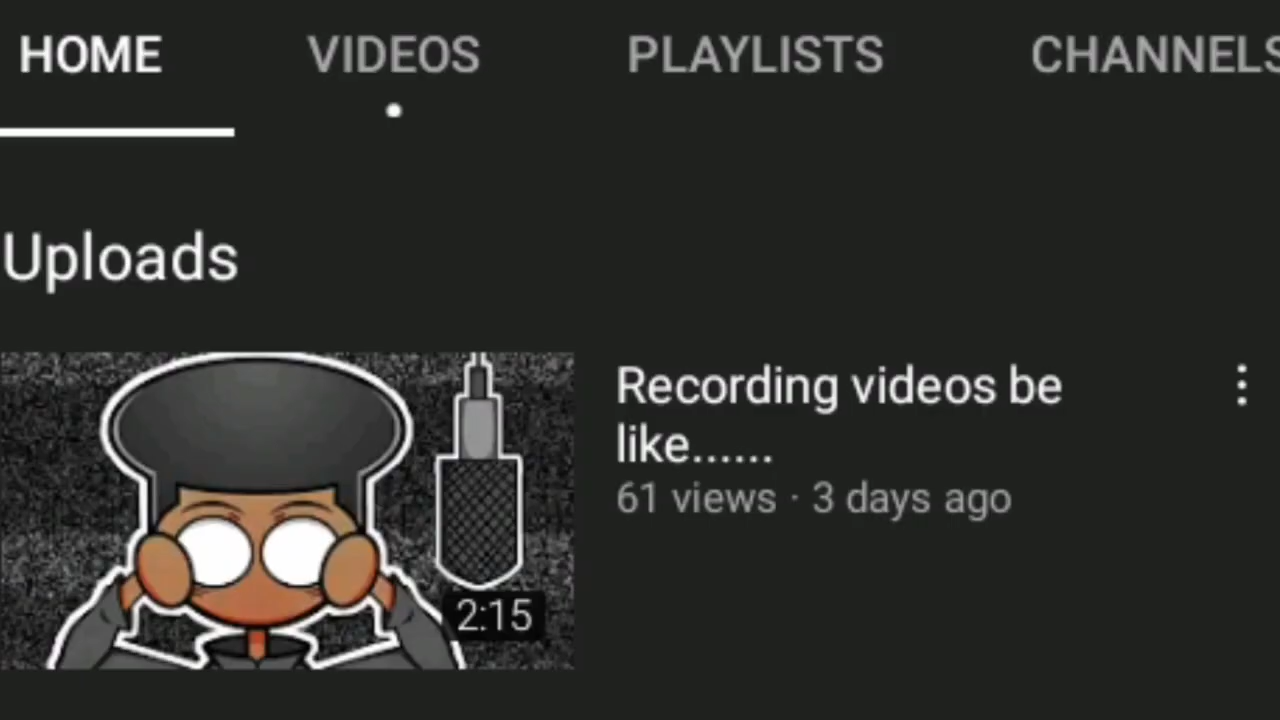 HOME VIDEOS PLAYLISTS CHANNELS
Uploads
Recording videos be
like......
61 views · 3 days ago
2:15